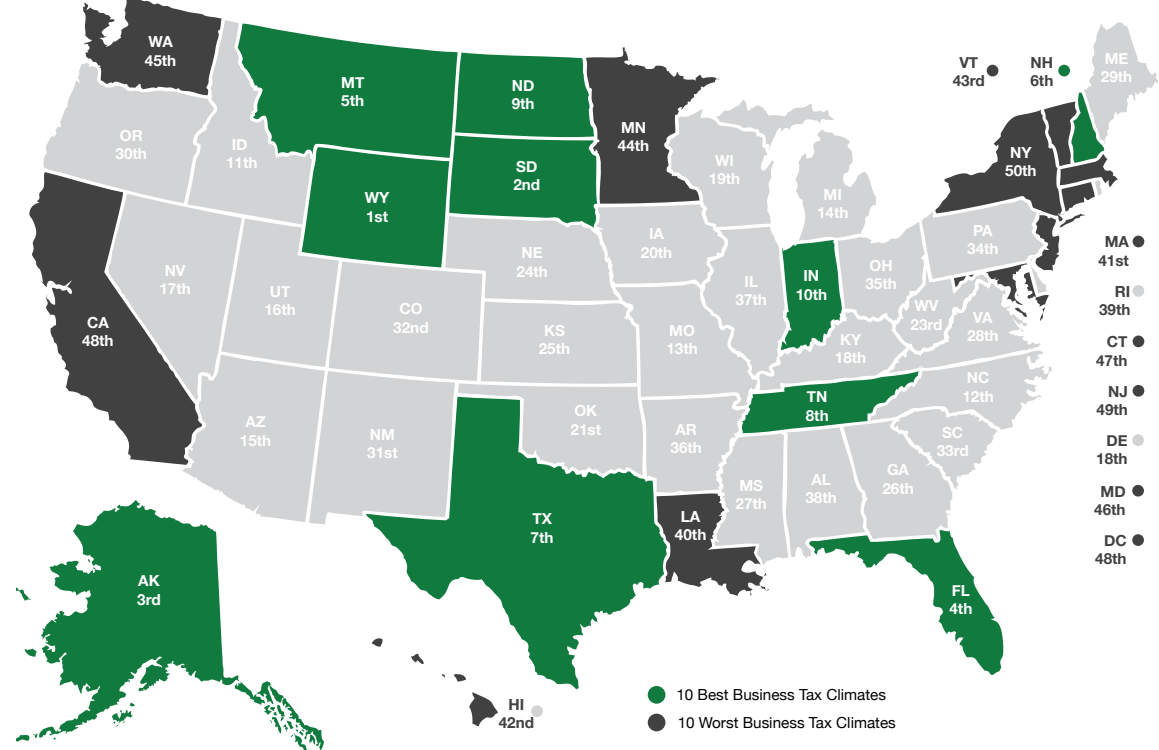 WA
45th
MT
5th
ND
9th
MN
44th
VT
43rd
NH
6th
ME
29th
OR
30th
ID
11th
SD
2nd
WI
19th
NY
50th
WY
1st
MI
14th
IA
20th
PA
34th
MA
41st
NE
24th
NV
17th
UT
16th
CO
32nd
IL
37th
IN
10th
OH
35th
RI
39th
WV
23rd
VA
28th
CA
48th
KS
25th
MO
13th
KY
18th
CT
47th
NC
12th
NJ
49th
TN
8th
AZ
15th
NM
31st
OK
21st
AR
36th
SC
33rd
DE
18th
MS
27th
AL
38th
GA
26th
MD
46th
TX
7th
LA
40th
DC
48th
AK
3rd
FL
4th
HI
42nd
10 Best Business Tax Climates
10 Worst Business Tax Climates